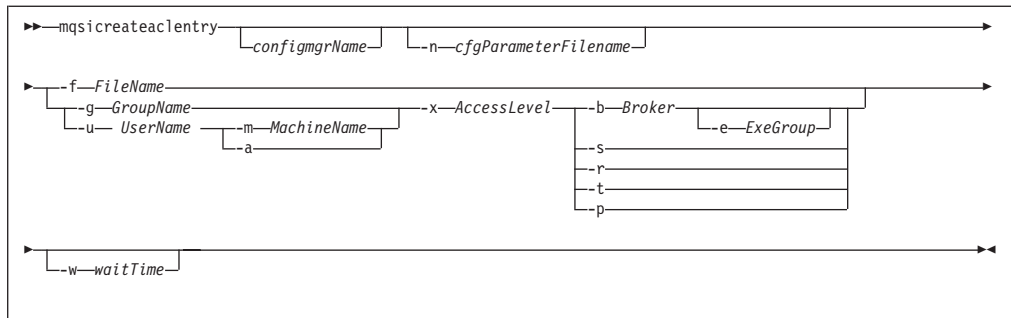 mqsicreateaclentry
configmgrName -n cfgParameterFilename
-f FileName
-g GroupName -x AccessLevel -b Broker
-u UserName -m MachineName -e ExeGroup
-a -s
-r
-t
-p
-w waitTime